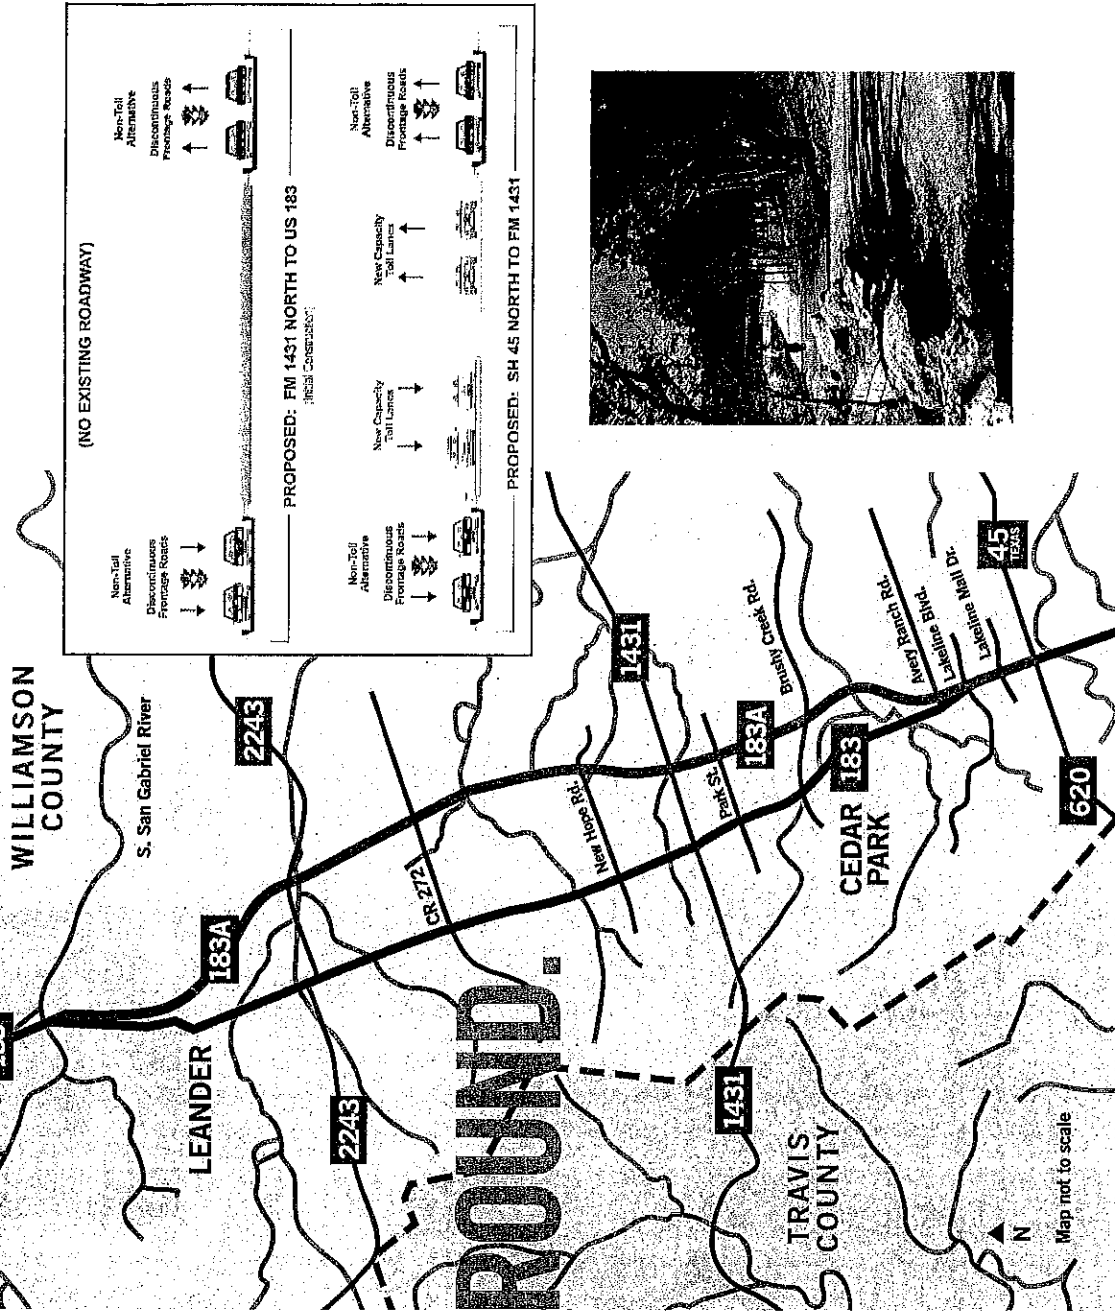 (NO EXISTING ROADWAY)
Non-Toll
Alternative
Discontinuous
Frontage Roads
Non-Toll
Alternative
Discontinuous
Frontage Roads
PROPOSED: FM 1431 NORTH TO US 183
(Initial Construction)
Non-Toll
Alternative
Discontinuous
Frontage Roads
New Capacity
Toll Lanes
New Capacity
Toll Lanes
Non-Toll
Alternative
Discontinuous
Frontage Roads
PROPOSED: SH 45 NORTH TO FM 1431
WILLIAMSON
COUNTY
S. San Gabriel River
2243
183A
LEANDER
2243
CR 272
ROUND.
New Hope Rd.
1431
Park St.
183A
Brushy Creek Rd.
183
CEDAR
PARK
Avery Ranch Rd.
Lakeline Blvd.
Lakeline Mall Dr.
45
TEXAS
620
1431
TRAVIS
COUNTY
N
Map not to scale